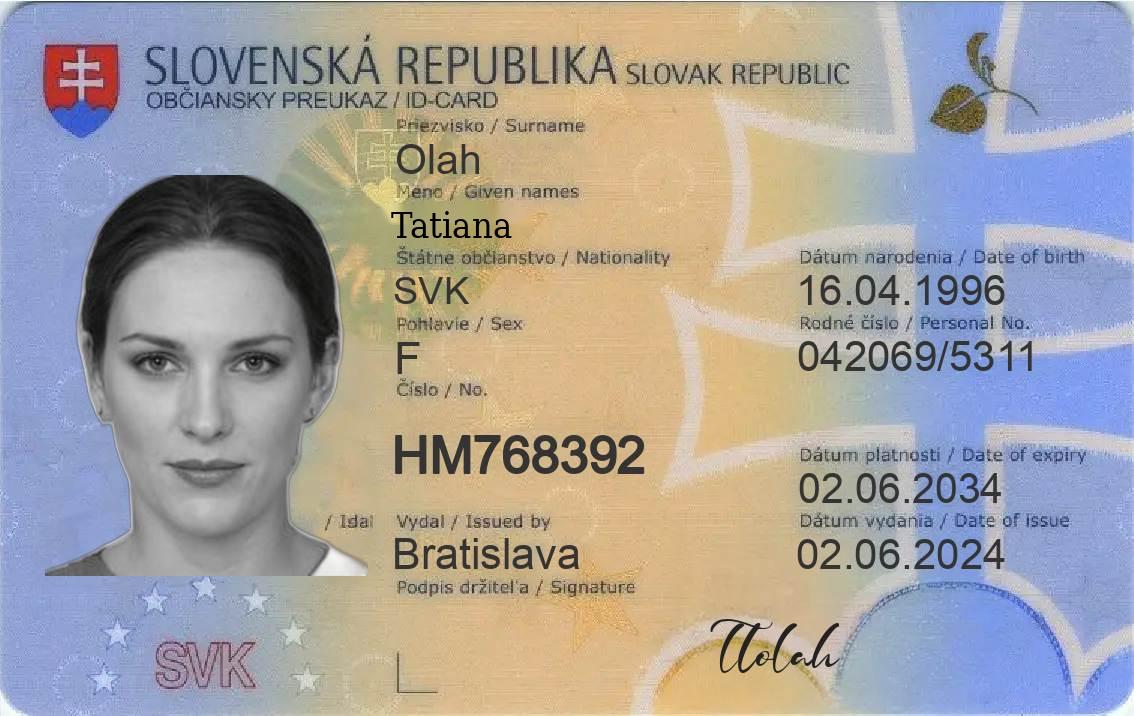 SLOVENSKÁ REPUBLIKA SLOVAK REPUBLIC
OBČIANSKY PREUKAZ / ID-CARD
Priezvisko / Surname
Olah
Meno / Given names
Tatiana
Štátne občianstvo / Nationality
SVK
Dátum narodenia / Date of birth
16.04.1996
Pohlavie / Sex
F
Rodné číslo / Personal No.
042069/5311
Číslo / No.
HM768392
Dátum platnosti / Date of expiry
02.06.2034
/ Idal Vydal / Issued by
Bratislava
Dátum vydania / Date of issue
02.06.2024
Podpis držiteľa / Signature
SVK